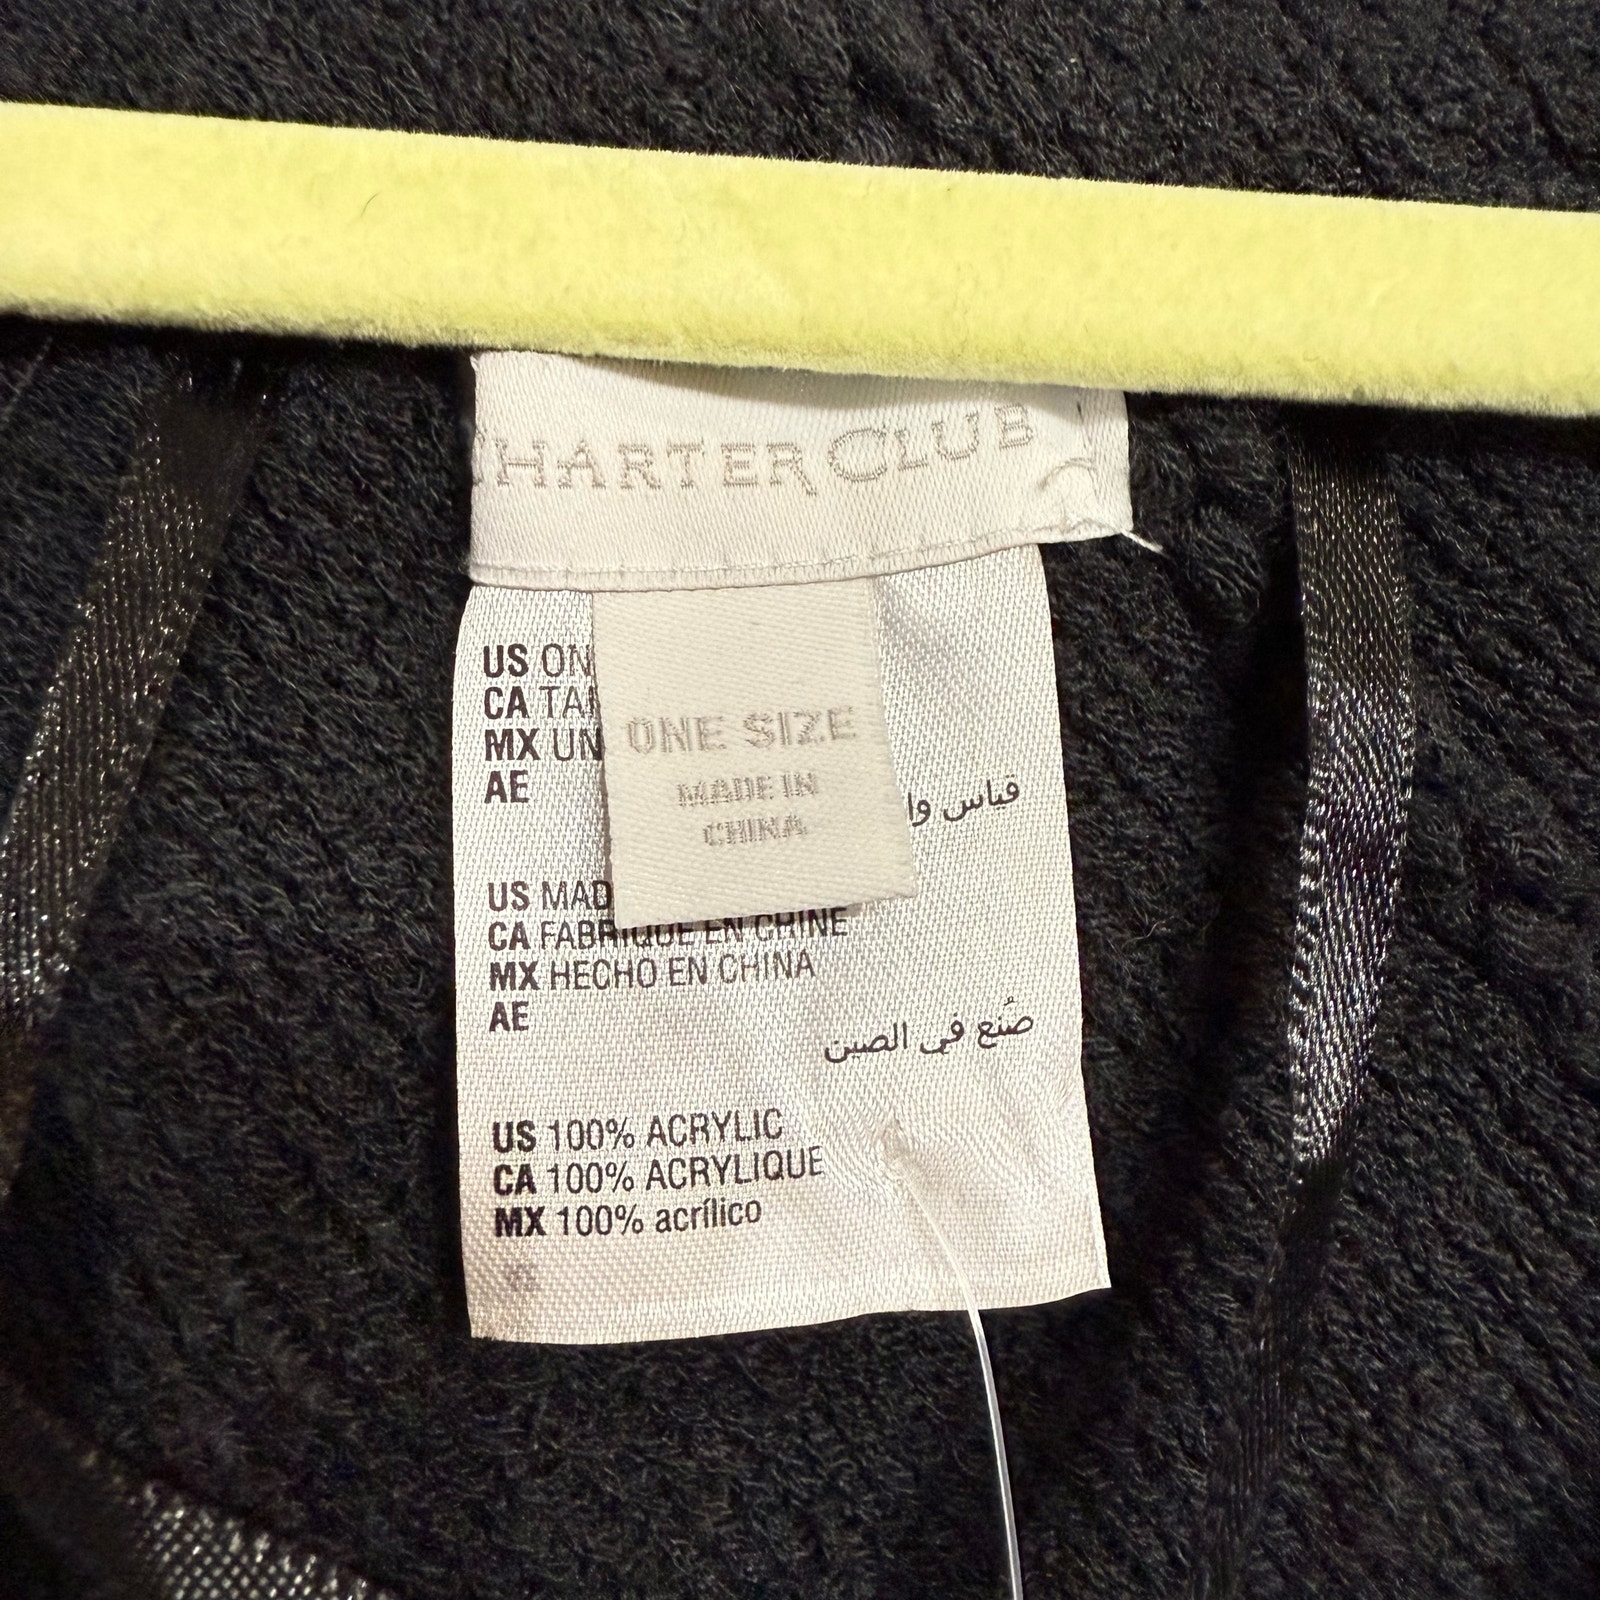 CHARTER CLUB
ONE SIZE
MADE IN
CHINA
US ON
CA TAI
MX UN
AE
قياس وا
US MAD
CA FABRIQUE EN CHINE
MX HECHO EN CHINA
AE
صُنع في الصين
US 100% ACRYLIC
CA 100% ACRYLIQUE
MX 100% acrílico